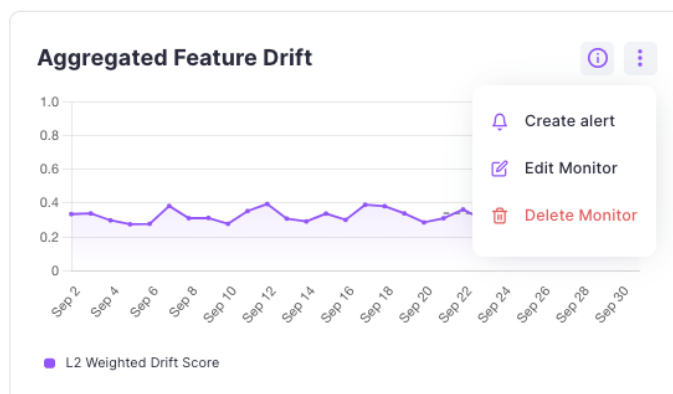 Aggregated Feature Drift
Create alert
Edit Monitor
Delete Monitor
1.0
0.8
0.6
0.4
0.2
0
Sep 2
Sep 4
Sep 6
Sep 8
Sep 10
Sep 12
Sep 14
Sep 16
Sep 18
Sep 20
Sep 22
Sep 24
Sep 26
Sep 28
Sep 30
L2 Weighted Drift Score